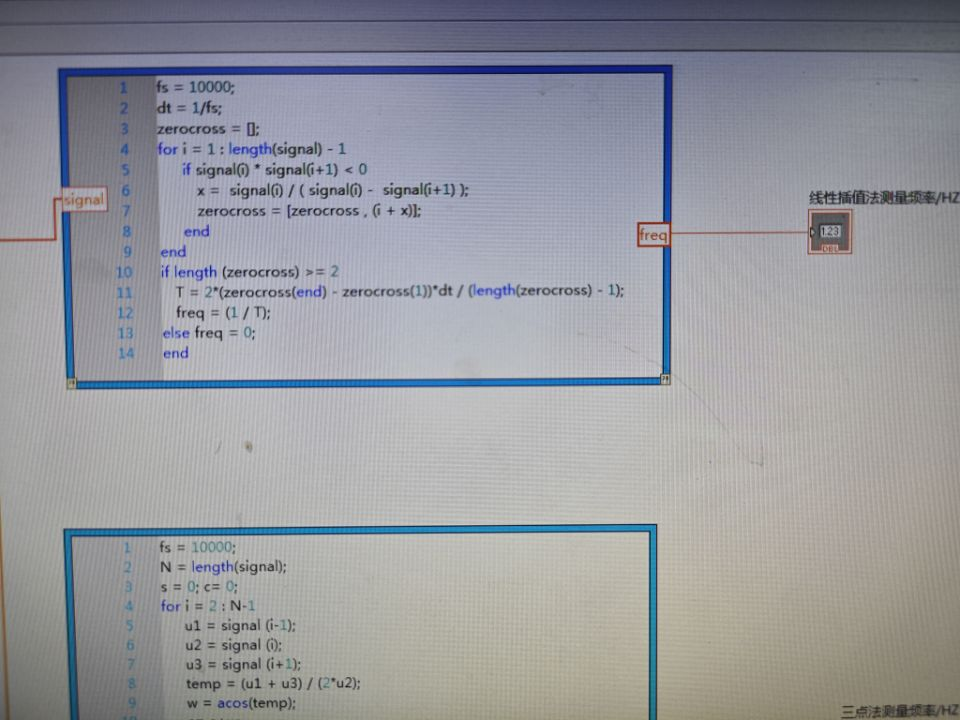 1 fs = 10000;
2 dt = 1/fs;
3 zerocross = [];
4 for i = 1 : length(signal) - 1
5 if signal(i) * signal(i+1) < 0
6 x = signal(i) / ( signal(i) - signal(i+1) );
7 zerocross = [zerocross , (i + x)];
8 end
9 end
10 if length (zerocross) >= 2
11 T = 2*(zerocross(end) - zerocross(1))*dt / (length(zerocross) - 1);
12 freq = (1 / T);
13 else freq = 0;
14 end
signal
freq
线性插值法测量频率/HZ
1.23
DBL
1 fs = 10000;
2 N = length(signal);
3 s = 0; c= 0;
4 for i = 2 : N-1
5 u1 = signal (i-1);
6 u2 = signal (i);
7 u3 = signal (i+1);
8 temp = (u1 + u3) / (2*u2);
9 w = acos(temp);
10
三点法测量频率/HZ